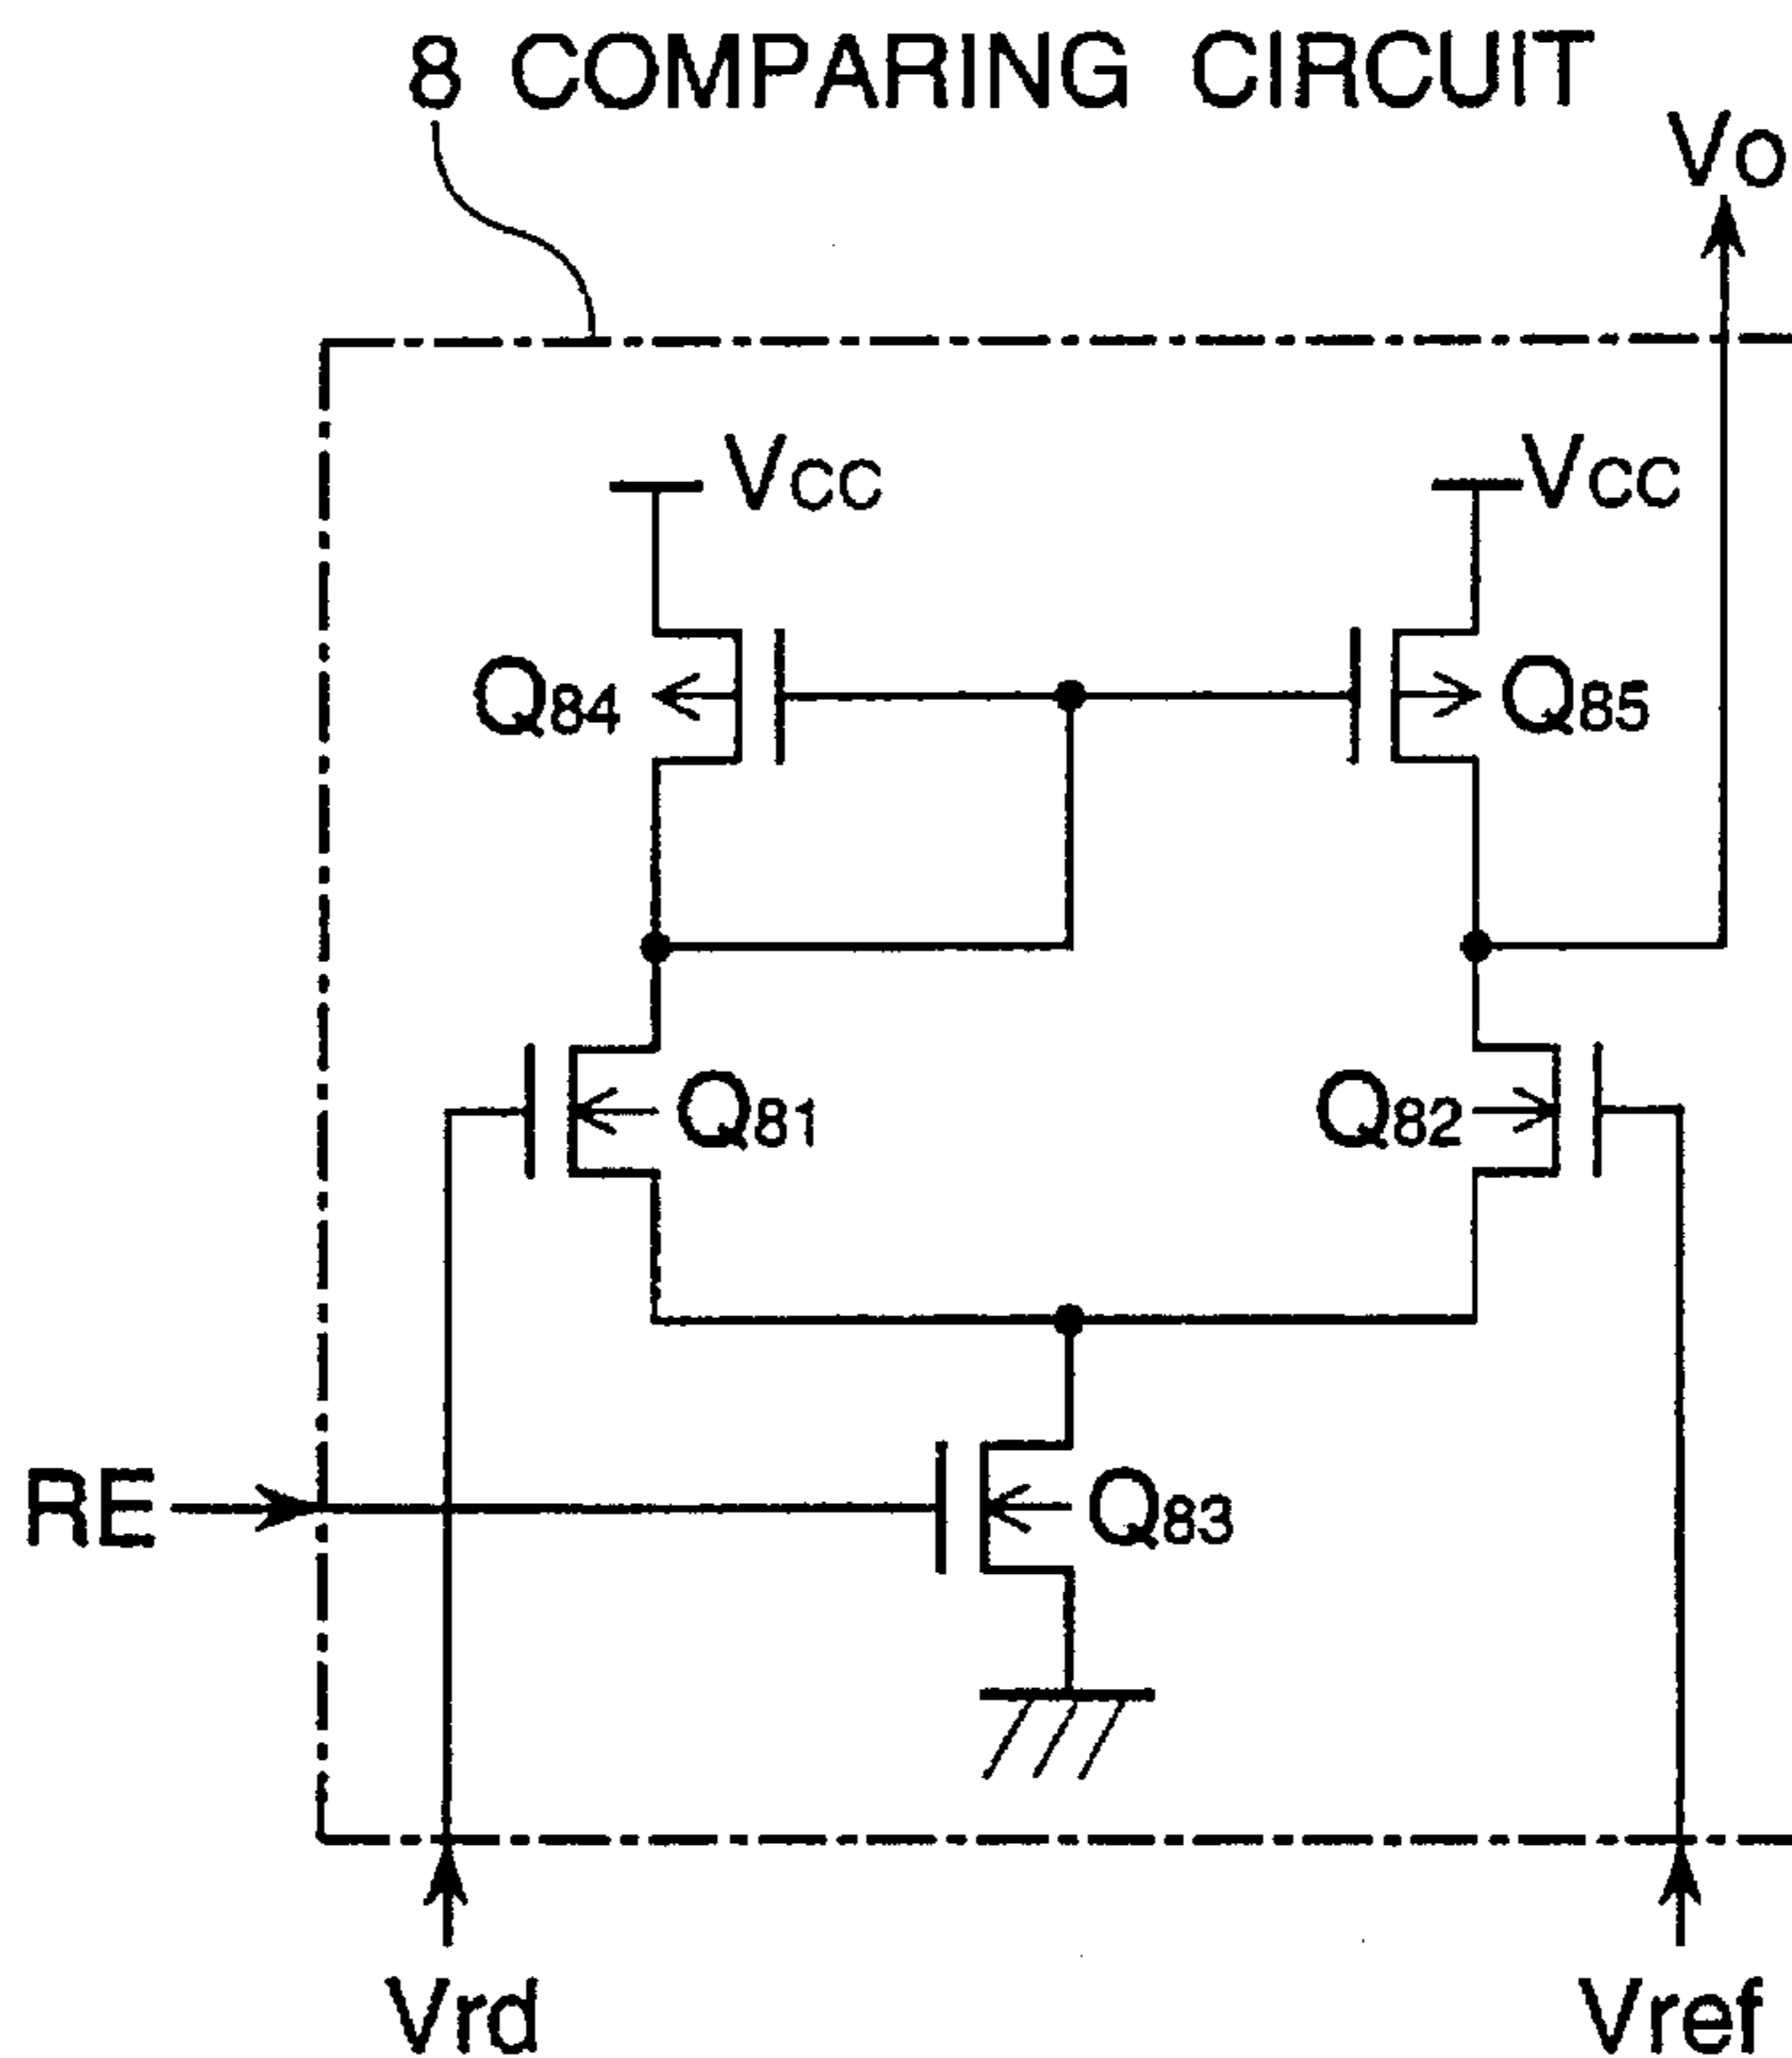 8 COMPARING CIRCUIT
Vo
Vcc
Vcc
Q84
Q85
Q81
Q82
RE
Q83
Vrd
Vref